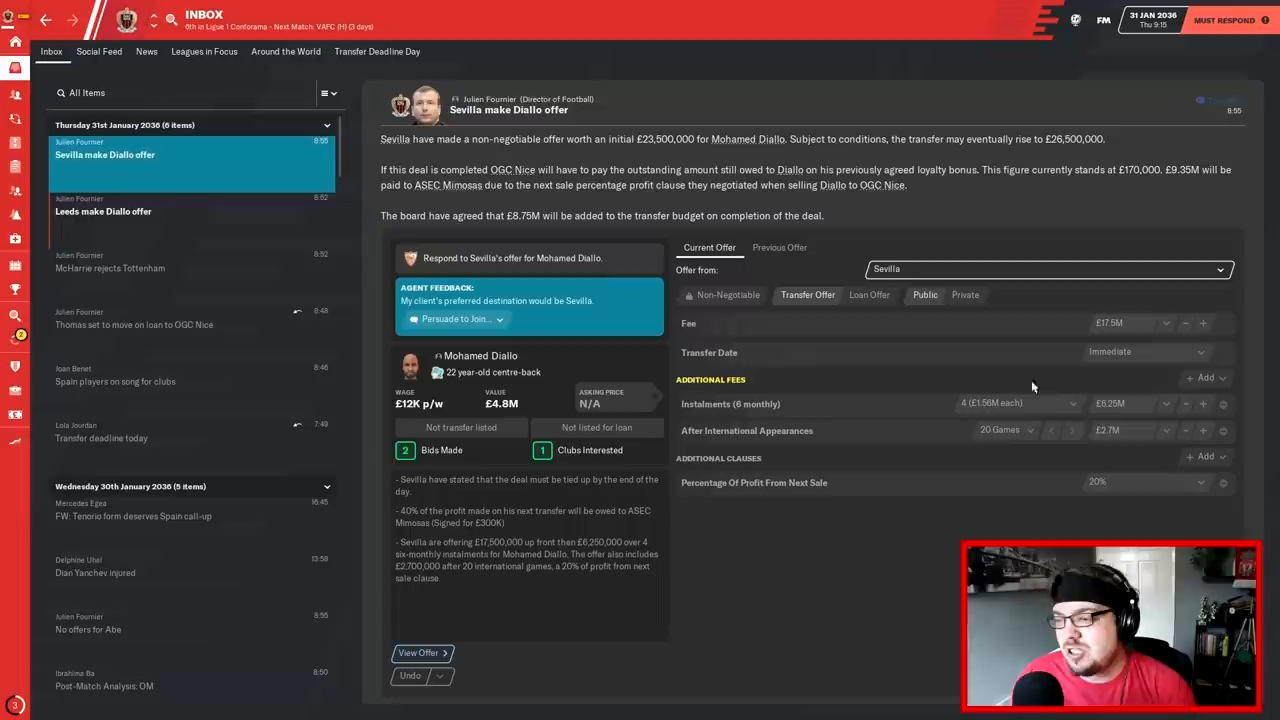 INBOX
6th in Ligue 1 Conforama - Next Match: VAFC (H) (3 days)
FM
31 JAN 2036
Thu 9:15
MUST RESPOND
Inbox
Social Feed
News
Leagues in Focus
Around the World
Transfer Deadline Day
All Items
Thursday 31st January 2036 (6 items)
Julien Fournier
8:55
Sevilla make Diallo offer
Julien Fournier
8:52
Leeds make Diallo offer
Julien Fournier
8:52
McHarrie rejects Tottenham
Julien Fournier
8:48
Thomas set to move on loan to OGC Nice
Joan Benet
8:46
Spain players on song for clubs
Lola Jourdan
7:49
Transfer deadline today
Wednesday 30th January 2036 (5 items)
Mercedes Egea
16:45
FW: Tenorio form deserves Spain call-up
Delphine Uhel
13:58
Dian Yanchev injured
Julien Fournier
8:55
No offers for Abe
Ibrahima Ba
8:50
Post-Match Analysis: OM
2
3
Julien Fournier (Director of Football)
Sevilla make Diallo offer
8:55
Sevilla have made a non-negotiable offer worth an initial £23,500,000 for Mohamed Diallo. Subject to conditions, the transfer may eventually rise to £26,500,000.
If this deal is completed OGC Nice will have to pay the outstanding amount still owed to Diallo on his previously agreed loyalty bonus. This figure currently stands at £170,000. £9.35M will be
paid to ASEC Mimosas due to the next sale percentage profit clause they negotiated when selling Diallo to OGC Nice.
The board have agreed that £8.75M will be added to the transfer budget on completion of the deal.
Respond to Sevilla's offer for Mohamed Diallo.
AGENT FEEDBACK:
My client's preferred destination would be Sevilla.
Persuade to Join...
Mohamed Diallo
22 year-old centre-back
WAGE
£12K p/w
VALUE
£4.8M
ASKING PRICE
N/A
Not transfer listed
Not listed for loan
2 Bids Made
1 Clubs Interested
- Sevilla have stated that the deal must be tied up by the end of the
day.
- 40% of the profit made on his next transfer will be owed to ASEC
Mimosas (Signed for £300K)
- Sevilla are offering £17,500,000 up front then £6,250,000 over 4
six-monthly instalments for Mohamed Diallo. The offer also includes
£2,700,000 after 20 international games, a 20% of profit from next
sale clause.
View Offer
Undo
Current Offer
Previous Offer
Offer from:
Sevilla
Non-Negotiable
Transfer Offer
Loan Offer
Public
Private
Fee
£17.5M
Transfer Date
Immediate
ADDITIONAL FEES
+ Add
Instalments (6 monthly)
4 (£1.56M each)
£6.25M
After International Appearances
20 Games
£2.7M
ADDITIONAL CLAUSES
+ Add
Percentage Of Profit From Next Sale
20%